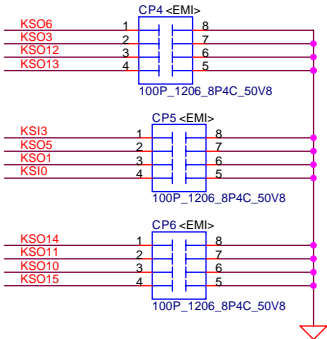 CP4 <EMI>
KSO6 1 8
KSO3 2 7
KSO12 3 6
KSO13 4 5
100P_1206_8P4C_50V8
CP5 <EMI>
KSI3 1 8
KSO5 2 7
KSO1 3 6
KSI0 4 5
100P_1206_8P4C_50V8
CP6 <EMI>
KSO14 1 8
KSO11 2 7
KSO10 3 6
KSO15 4 5
100P_1206_8P4C_50V8